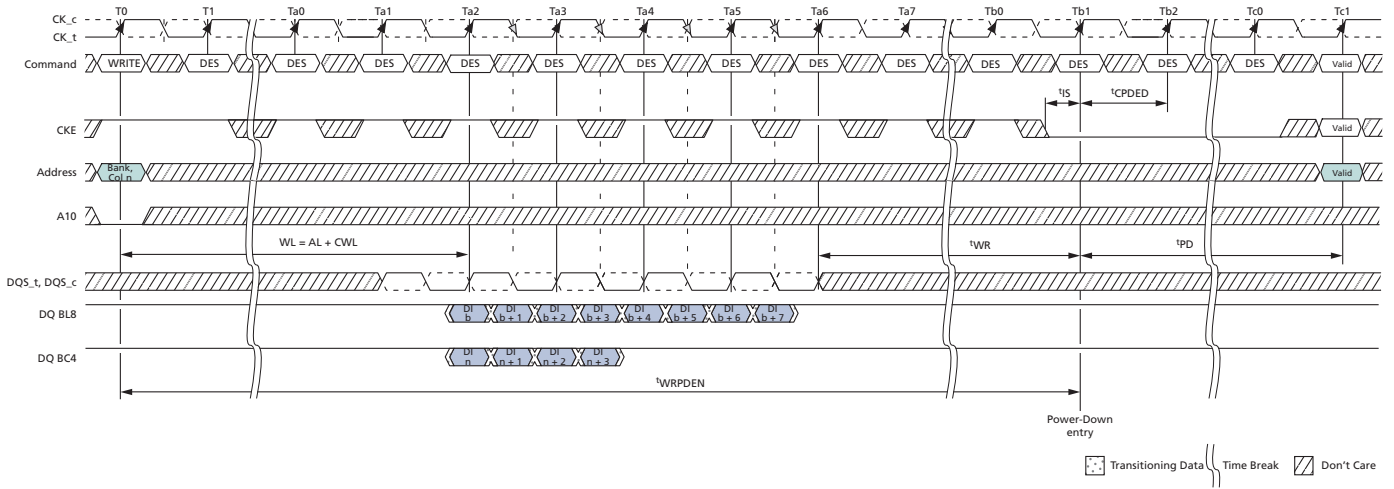 T0 T1 Ta0 Ta1 Ta2 Ta3 Ta4 Ta5 Ta6 Ta7 Tb0 Tb1 Tb2 Tc0 Tc1
CK_c
CK_t
Command WRITE DES DES DES DES DES DES DES DES DES DES DES DES DES Valid
tIS tCPDED
CKE Valid
Address Bank, Col n Valid
A10
WL = AL + CWL tWR tPD
DQS_t, DQS_c
DQ BL8 DI b DI b + 1 DI b + 2 DI b + 3 DI b + 4 DI b + 5 DI b + 6 DI b + 7
DQ BC4 DI n DI n + 1 DI n + 2 DI n + 3
tWRPDEN
Power-Down
entry
Transitioning Data Time Break Don't Care